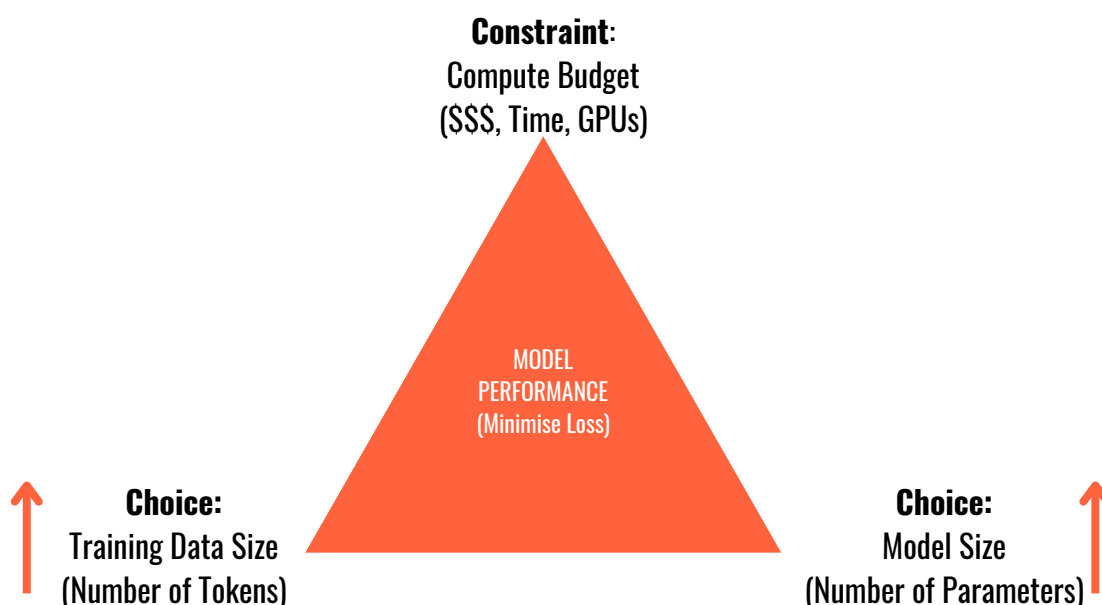 Constraint:
Compute Budget
($$$, Time, GPUs)
MODEL
PERFORMANCE
(Minimise Loss)
Choice:
Training Data Size
(Number of Tokens)
Choice:
Model Size
(Number of Parameters)